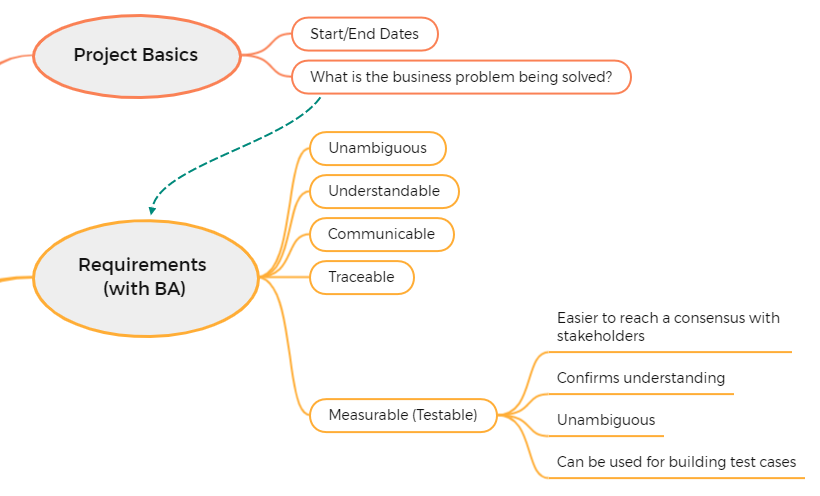 Project Basics
Start/End Dates
What is the business problem being solved?
Requirements
(with BA)
Unambiguous
Understandable
Communicable
Traceable
Measurable (Testable)
Easier to reach a consensus with
stakeholders
Confirms understanding
Unambiguous
Can be used for building test cases